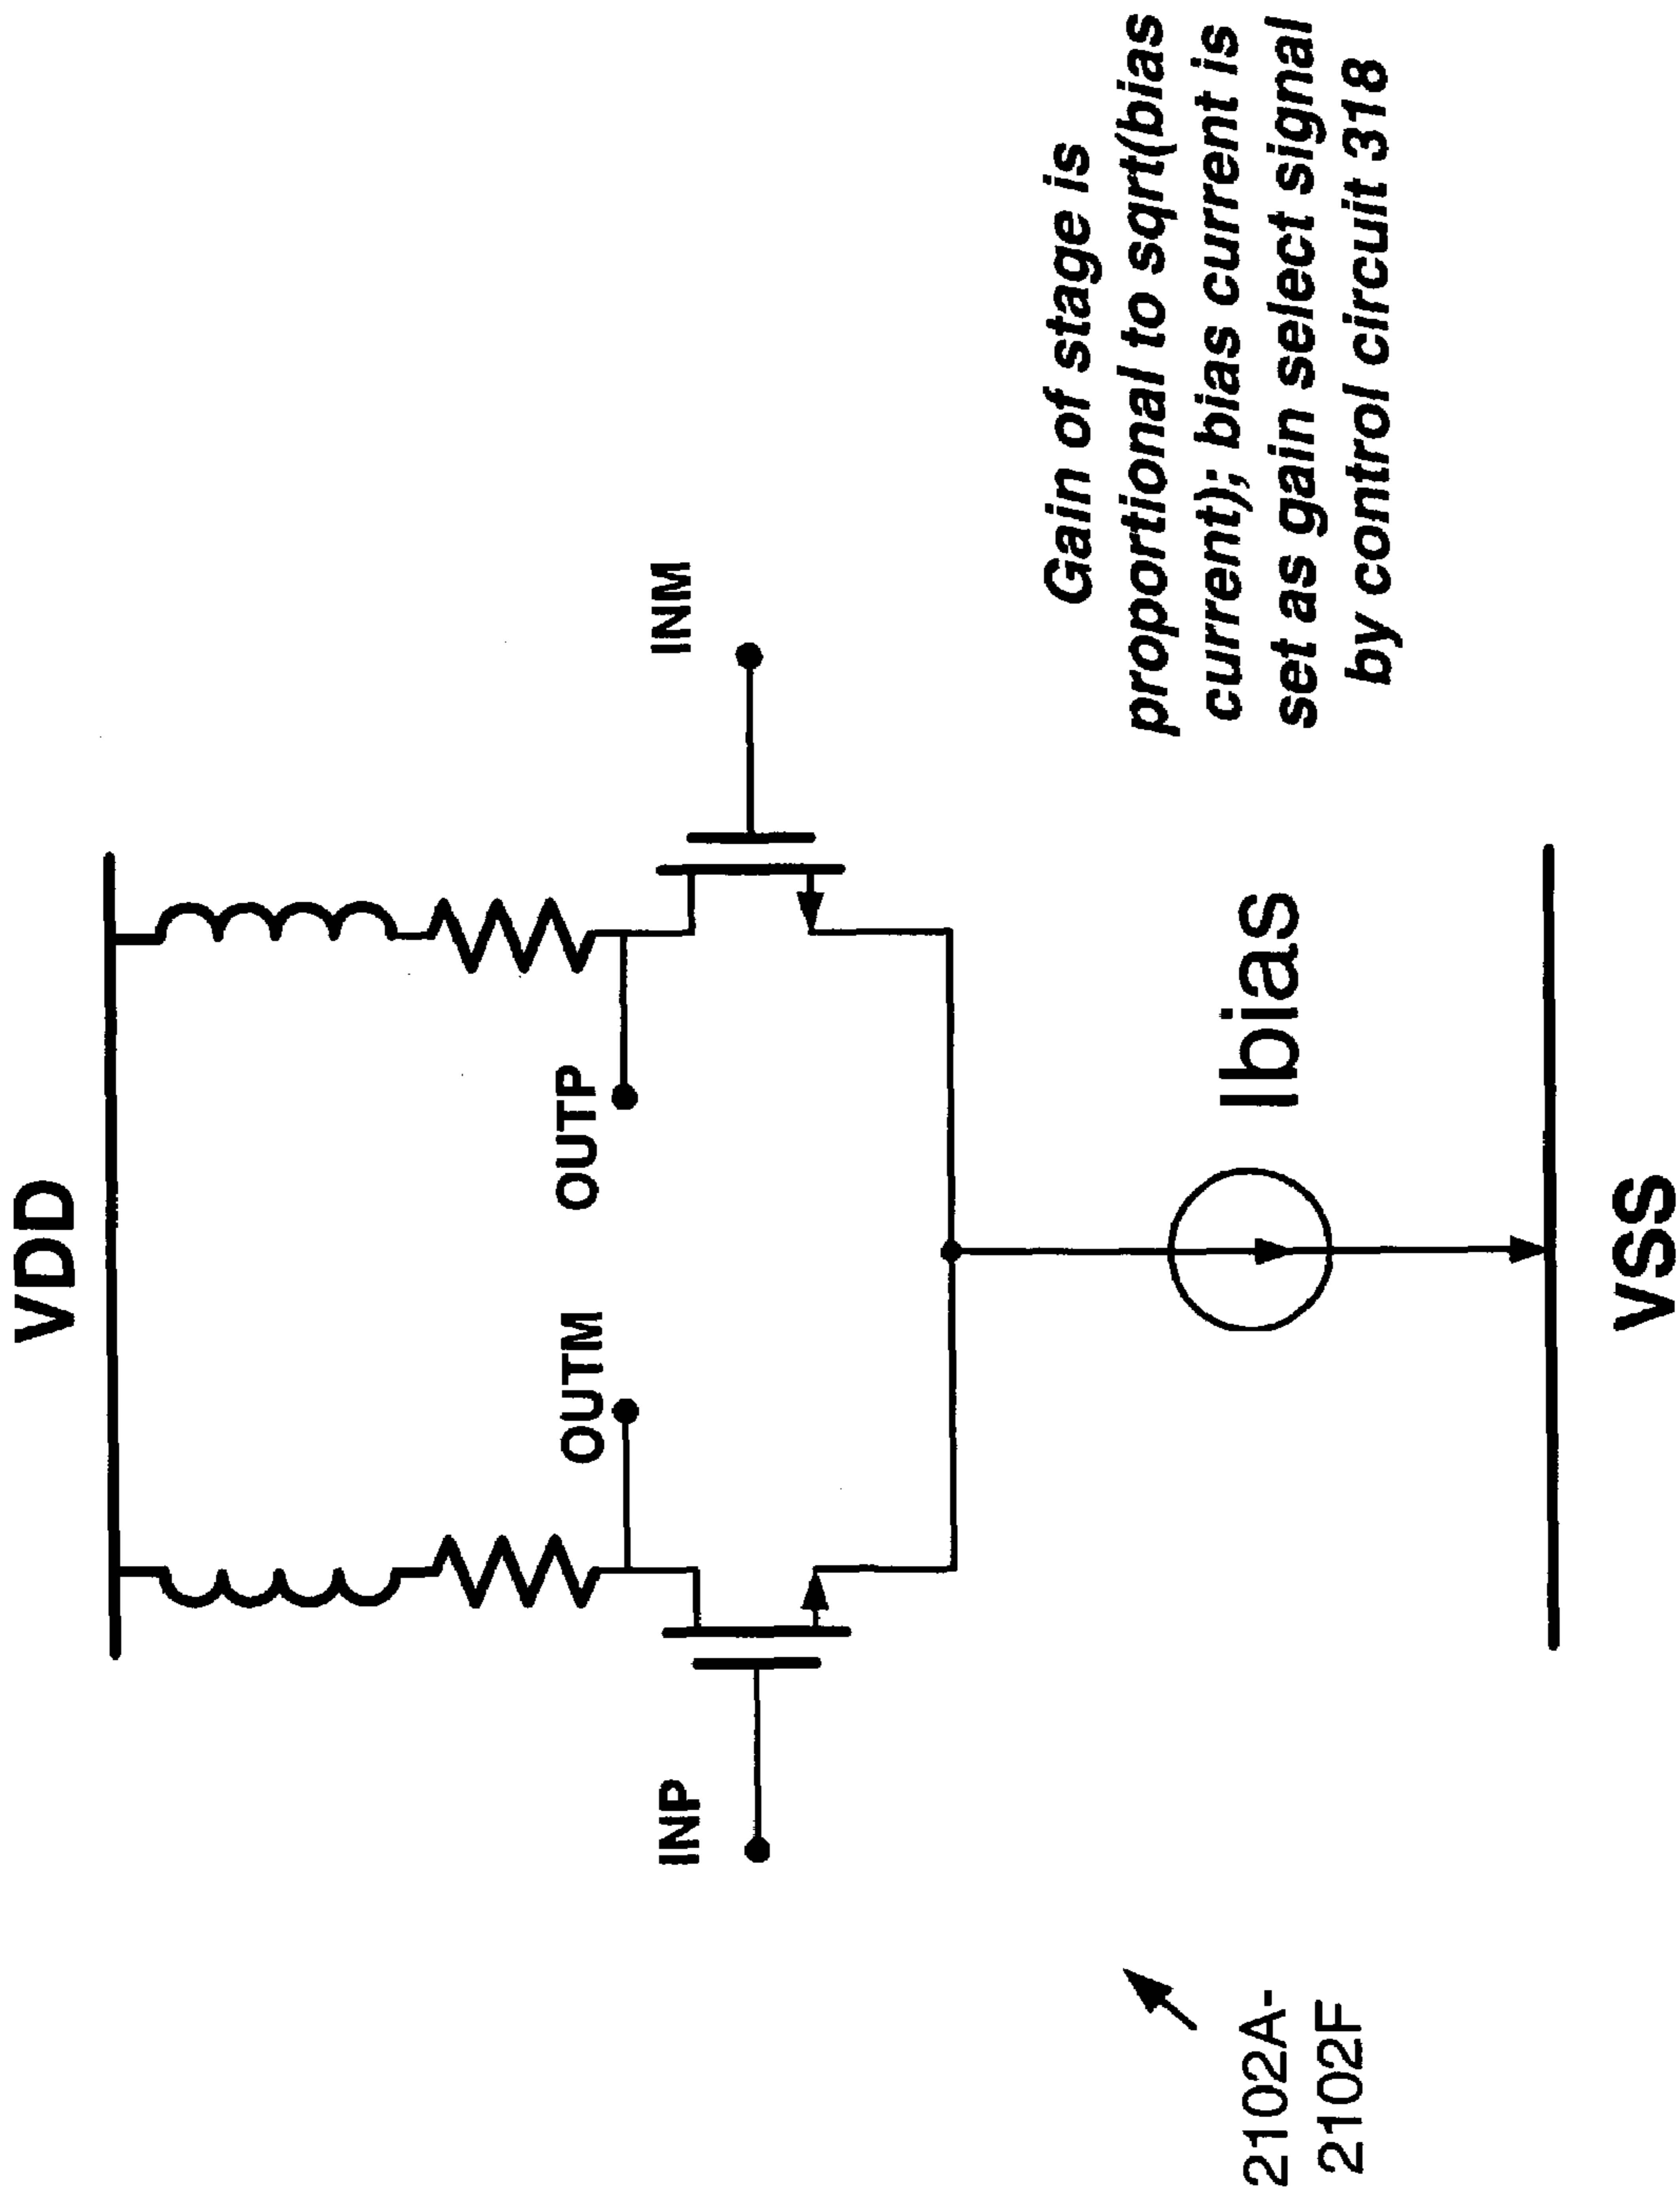 VDD
OUTM
OUTP
INP
INM
Ibias
VSS
Gain of stage is
proportional to sqrt(bias
current); bias current is
set as gain select signal
by control circuit 318
2102A-
2102F